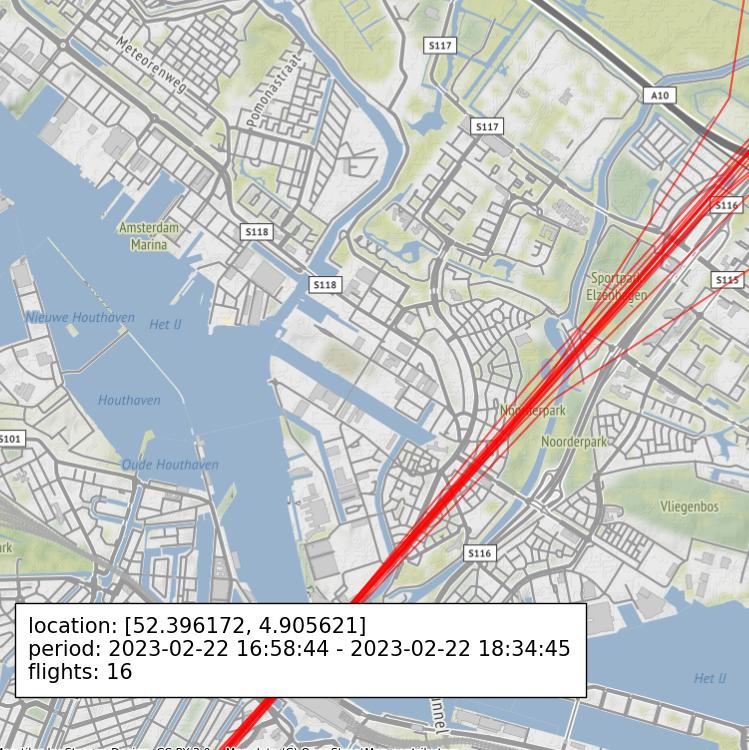 S117
Meteorenweg
Pomonastraat
A10
S117
S116
Amsterdam
Marina
S118
S118
Sportpark
Elzenhagen
S115
Nieuwe Houthaven
Het IJ
Houthaven
Noorderpark
S101
Noorderpark
Oude Houthaven
Vliegenbos
S116
location: [52.396172, 4.905621]
period: 2023-02-22 16:58:44 - 2023-02-22 18:34:45
flights: 16
Het IJ